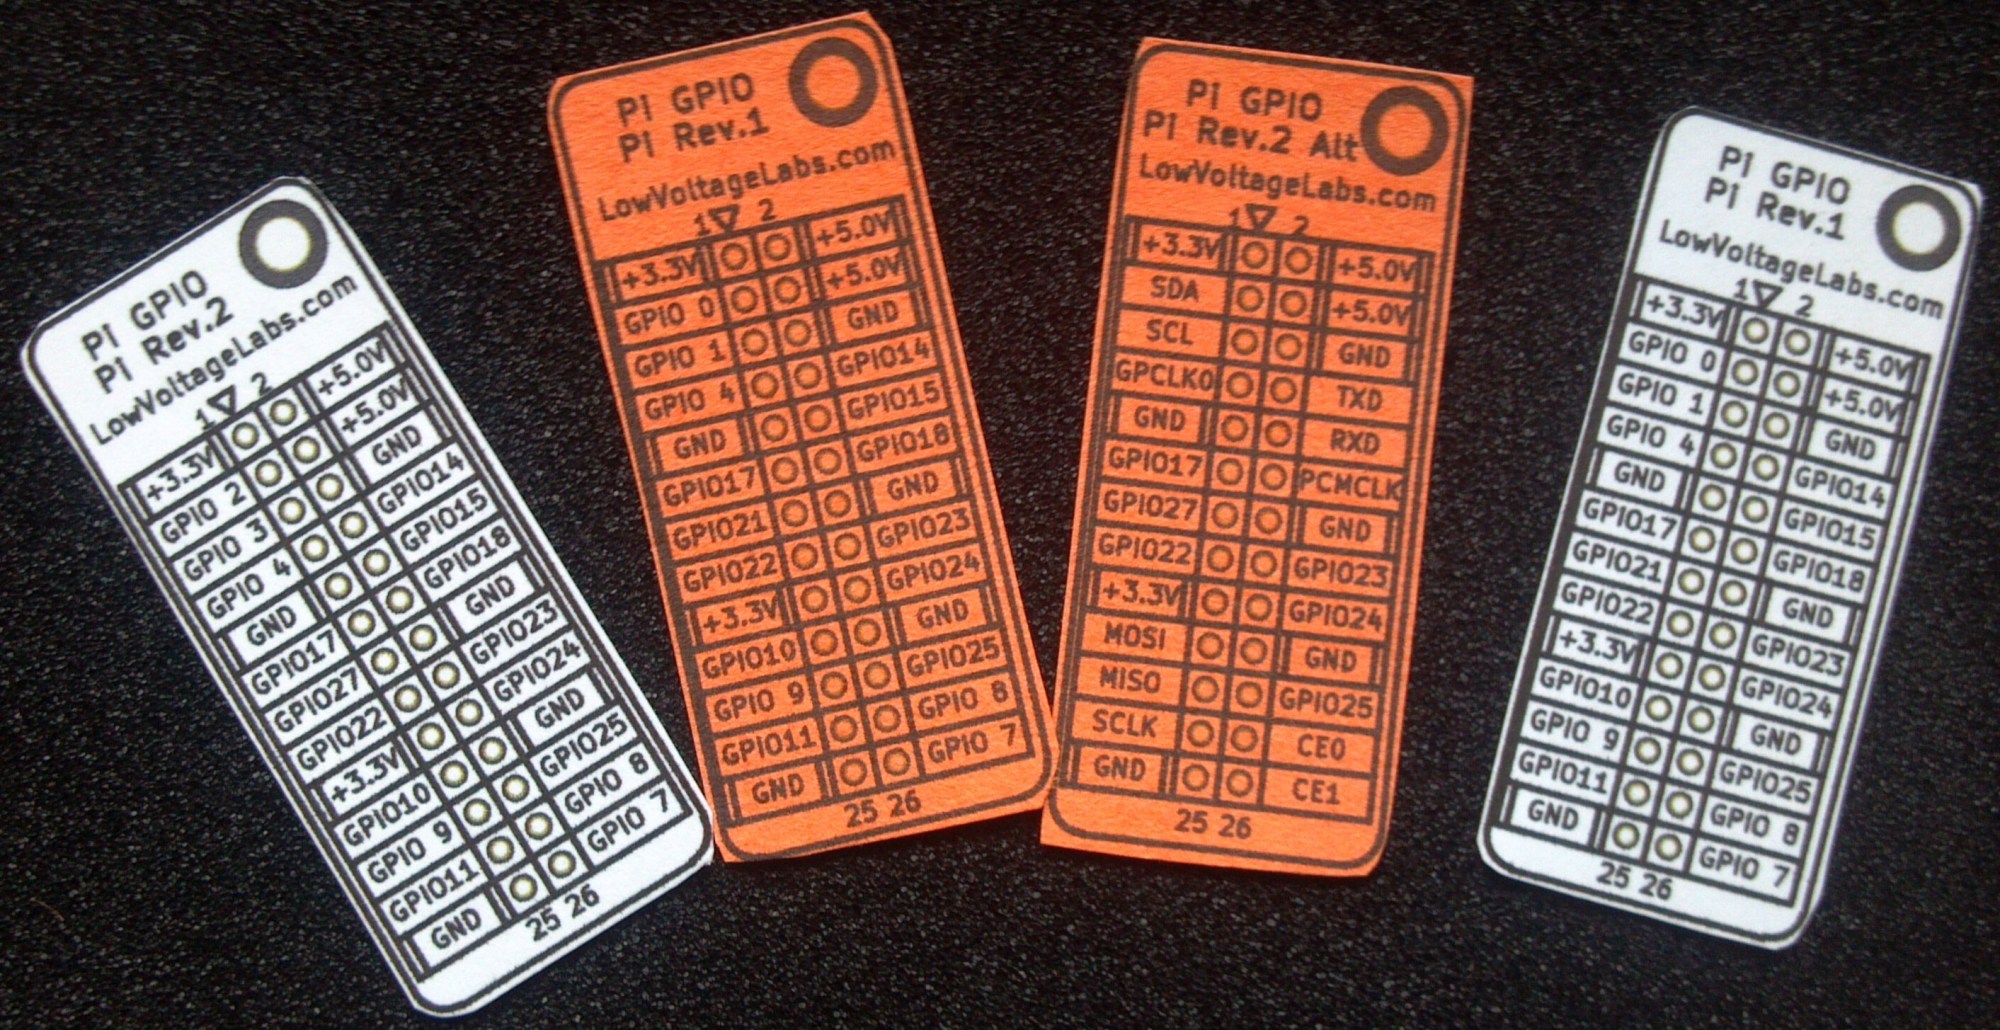 Pi GPIO
Pi Rev.2
LowVoltageLabs.com
1 2
+3.3V +5.0V
GPIO 2 +5.0V
GPIO 3 GND
GPIO 4 GPIO14
GND GPIO15
GPIO17 GPIO18
GPIO27 GND
GPIO22 GPIO23
+3.3V GPIO24
GPIO10 GND
GPIO 9 GPIO25
GPIO11 GPIO 8
GND GPIO 7
25 26
Pi GPIO
Pi Rev.1
LowVoltageLabs.com
1 2
+3.3V +5.0V
GPIO 0 +5.0V
GPIO 1 GND
GPIO 4 GPIO14
GND GPIO15
GPIO17 GPIO18
GPIO21 GND
GPIO22 GPIO23
+3.3V GPIO24
GPIO10 GND
GPIO 9 GPIO25
GPIO11 GPIO 8
GND GPIO 7
25 26
Pi GPIO
Pi Rev.2 Alt
LowVoltageLabs.com
1 2
+3.3V +5.0V
SDA +5.0V
SCL GND
GPCLK0 TXD
GND RXD
GPIO17 PCMCLK
GPIO27 GND
GPIO22 GPIO23
+3.3V GPIO24
MOSI GND
MISO GPIO25
SCLK CE0
GND CE1
25 26
Pi GPIO
Pi Rev.1
LowVoltageLabs.com
1 2
+3.3V +5.0V
GPIO 0 +5.0V
GPIO 1 GND
GPIO 4 GPIO14
GND GPIO15
GPIO17 GPIO18
GPIO21 GND
GPIO22 GPIO23
+3.3V GPIO24
GPIO10 GND
GPIO 9 GPIO25
GPIO11 GPIO 8
GND GPIO 7
25 26